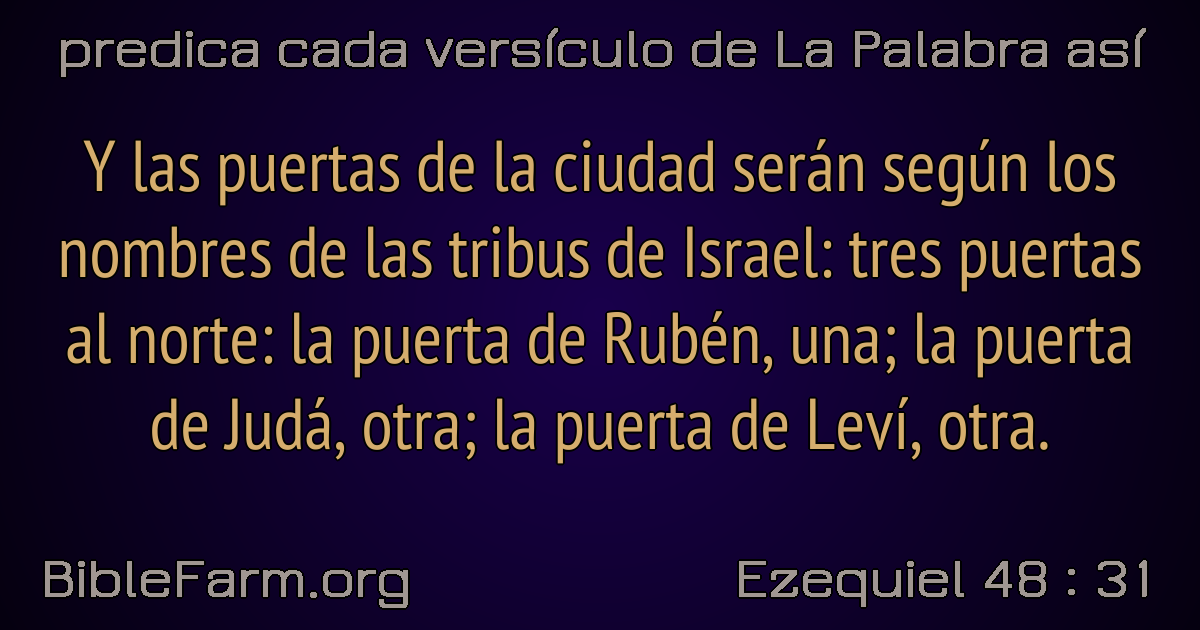 predica cada versículo de La Palabra así
Y las puertas de la ciudad serán según los
nombres de las tribus de Israel: tres puertas
al norte: la puerta de Rubén, una; la puerta
de Judá, otra; la puerta de Leví, otra.
BibleFarm.org
Ezequiel 48 : 31